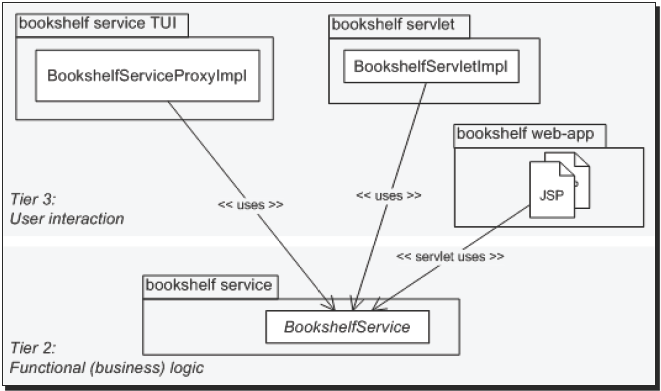 bookshelf service TUI
BookshelfServiceProxyImpl
bookshelf servlet
BookshelfServletImpl
bookshelf web-app
JSP
Tier 3:
User interaction
<< uses >>
<< uses >>
<< servlet uses >>
bookshelf service
BookshelfService
Tier 2:
Functional (business) logic